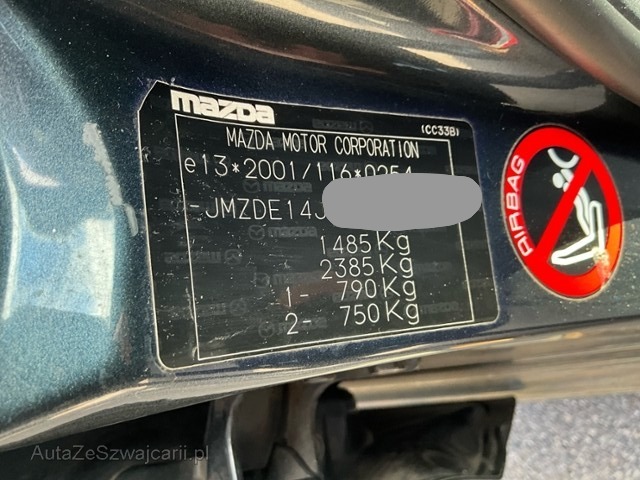 mazda
(CC33B)
MAZDA MOTOR CORPORATION
e13*2001/116*0254
-JMZDE14J
1485Kg
2385Kg
1- 790Kg
2- 750Kg
AIRBAG
AutaZeSzwajcarii.pl